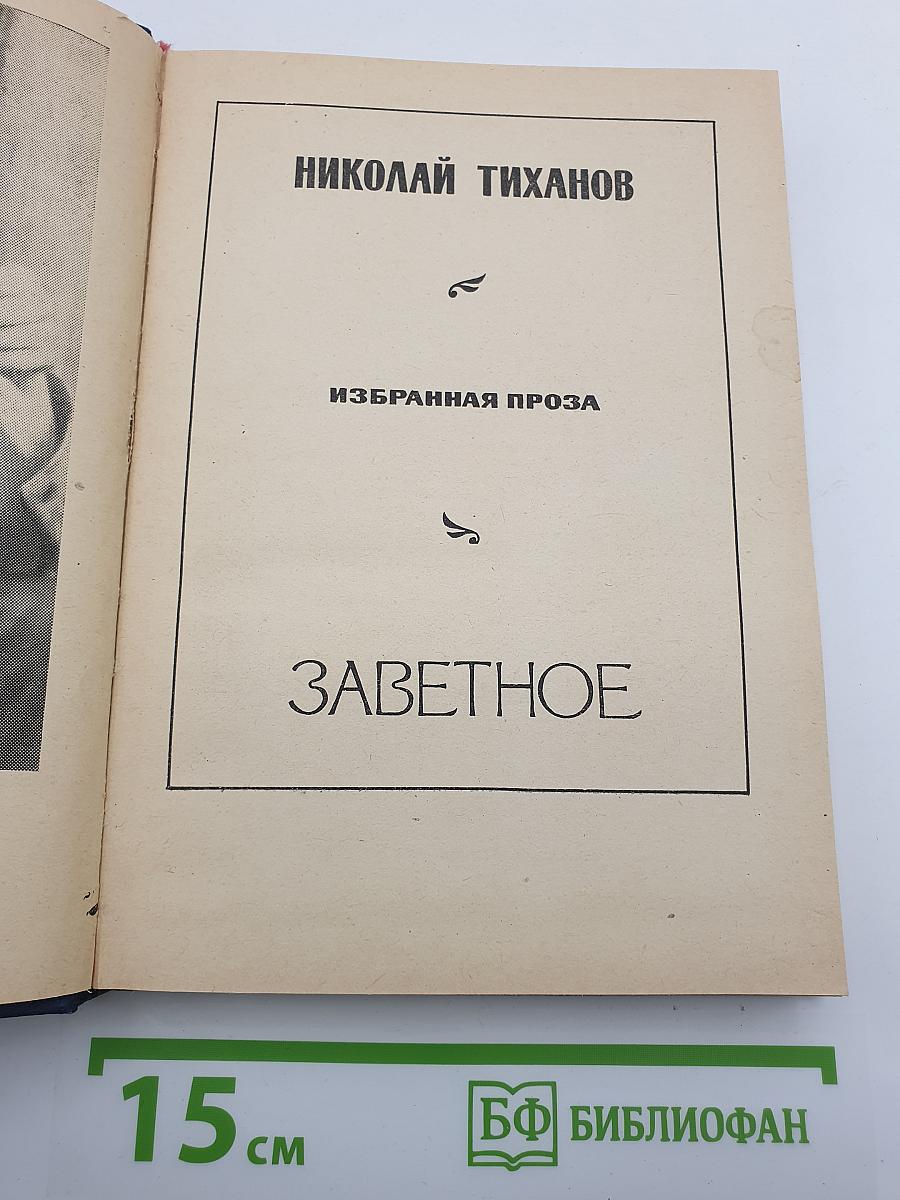 НИКОЛАЙ ТИХАНОВ
ИЗБРАННАЯ ПРОЗА
ЗАВЕТНОЕ
15 см
БФ БИБЛИОФАН